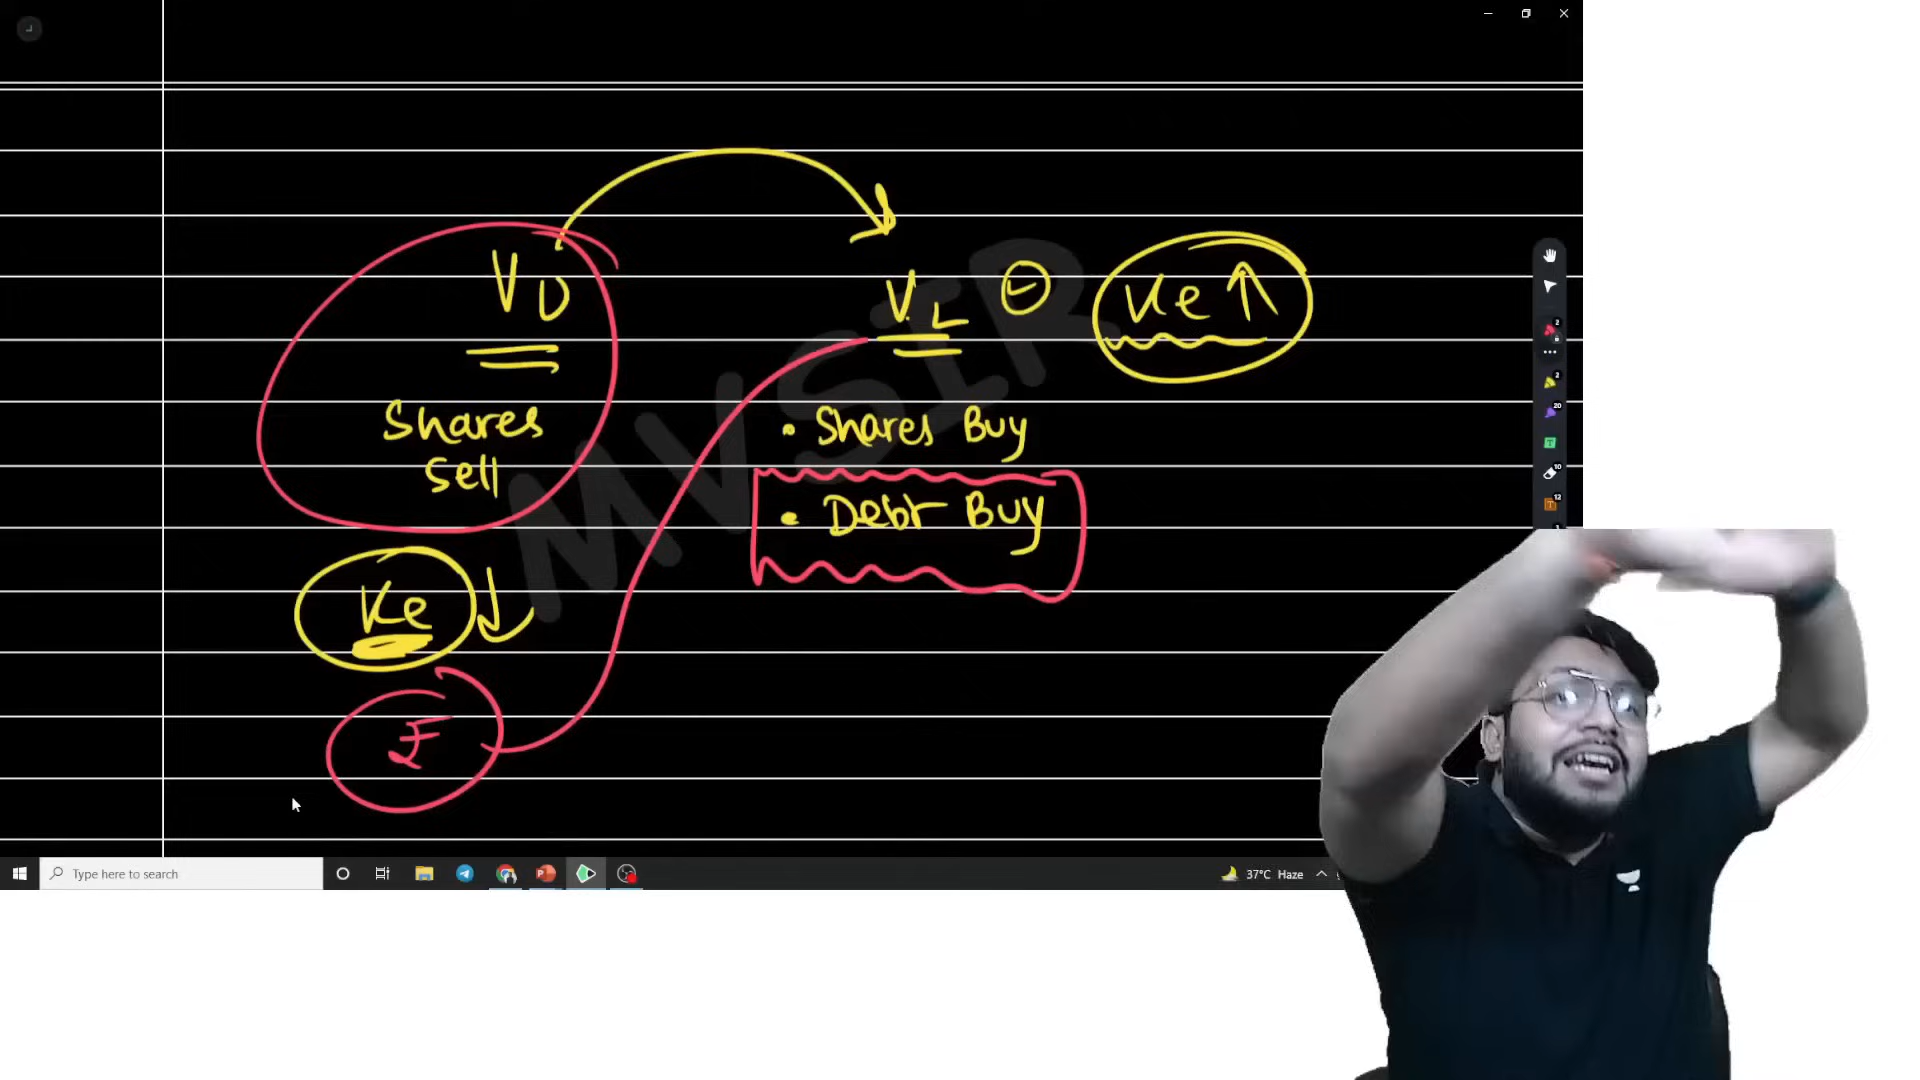 VU
VL
Ke ↑
Shares
Sell
• Shares Buy
• Debt Buy
Ke ↓
MVSIR
Type here to search
37°C Haze